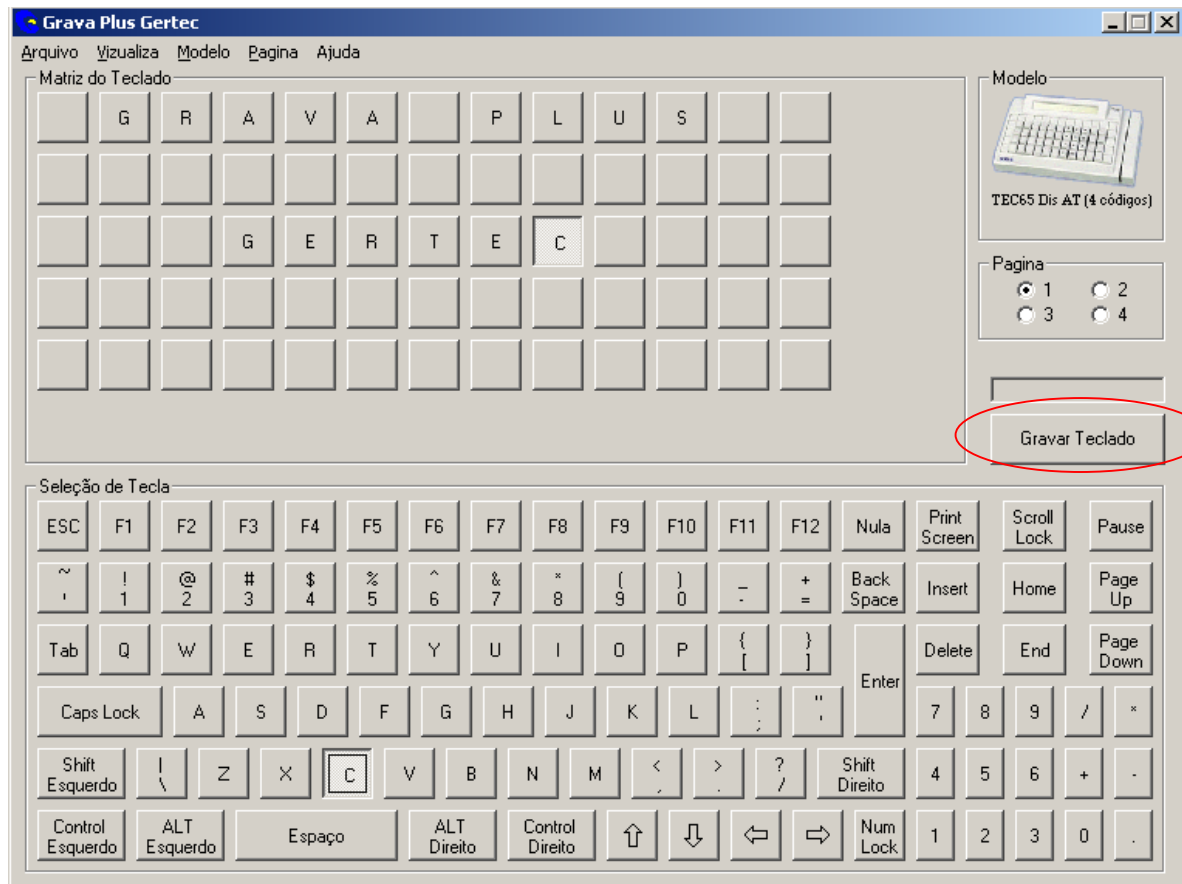 Grava Plus Gertec
Arquivo Vizualiza Modelo Pagina Ajuda
Matriz do Teclado
G R A V A P L U S
G E R T E C
Modelo
TEC65 Dis AT (4 códigos)
Pagina
1 2
3 4
Gravar Teclado
Seleção de Tecla
ESC F1 F2 F3 F4 F5 F6 F7 F8 F9 F10 F11 F12 Nula Print Screen Scroll Lock Pause
~ ' ! 1 @ 2 # 3 $ 4 % 5 ^ 6 & 7 * 8 ( 9 ) 0 _ - + = Back Space Insert Home Page Up
Tab Q W E R T Y U I O P { [ } ] Enter Delete End Page Down
Caps Lock A S D F G H J K L : ; " ' 7 8 9 / *
Shift Esquerdo | \ Z X C V B N M < , > . ? / Shift Direito 4 5 6 + -
Control Esquerdo ALT Esquerdo Espaço ALT Direito Control Direito ⇧ ⇩ ⇦ ⇨ Num Lock 1 2 3 0 .